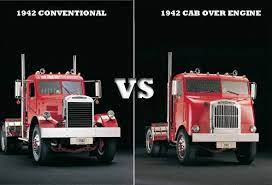 1942 CONVENTIONAL
1942 CAB OVER ENGINE
VS